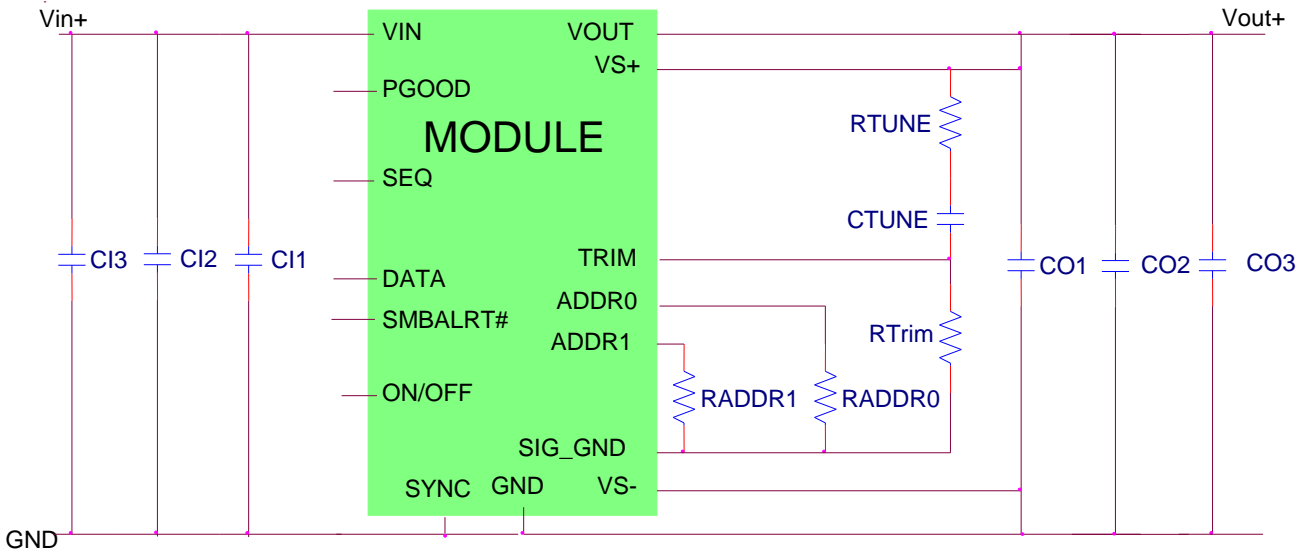 Vin+
Vout+
VIN
VOUT
VS+
PGOOD
RTUNE
MODULE
SEQ
CTUNE
TRIM
CI3
CI2
CI1
CO1
CO2
CO3
DATA
ADDR0
SMBALRT#
ADDR1
RTrim
ON/OFF
RADDR1
RADDR0
SIG_GND
SYNC
GND
VS-
GND